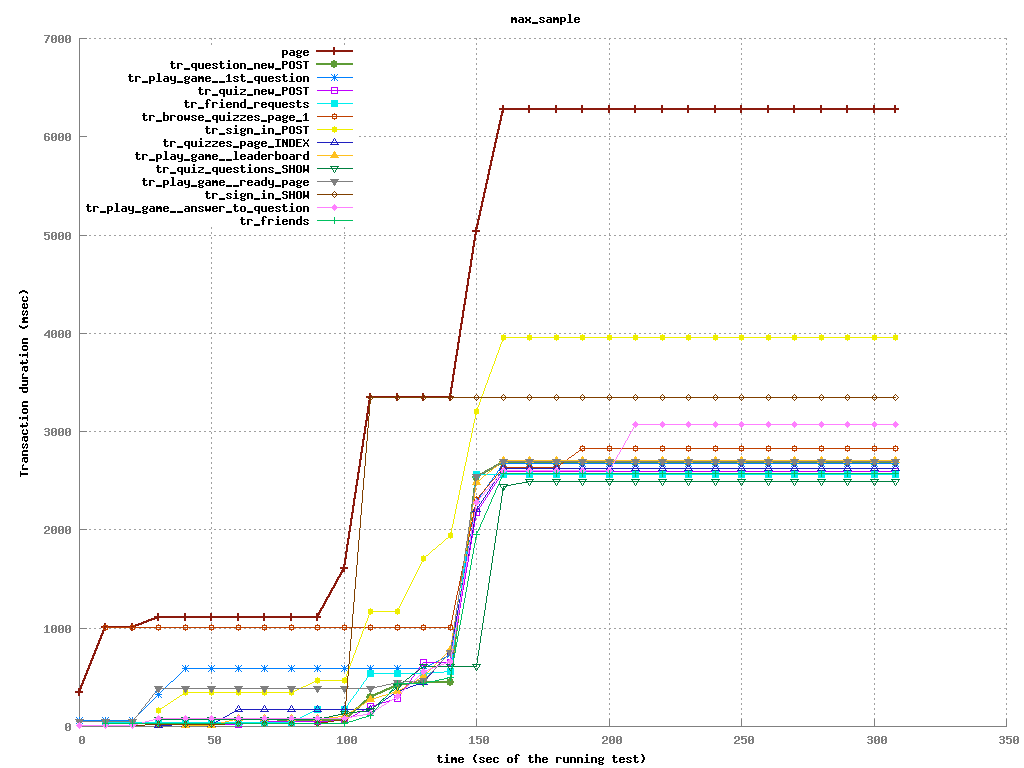 max_sample
7000
6000
5000
4000
3000
2000
1000
0
Transaction duration (msec)
page
tr_question_new_POST
tr_play_game__1st_question
tr_quiz_new_POST
tr_friend_requests
tr_browse_quizzes_page_1
tr_sign_in_POST
tr_quizzes_page_INDEX
tr_play_game__leaderboard
tr_quiz_questions_SHOW
tr_play_game__ready_page
tr_sign_in_SHOW
tr_play_game__answer_to_question
tr_friends
0 50 100 150 200 250 300 350
time (sec of the running test)